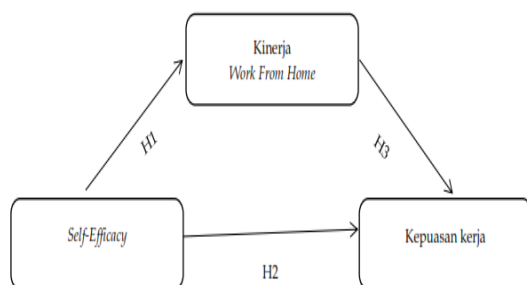 Kinerja
Work From Home
H1
H3
Self-Efficacy
Kepuasan kerja
H2